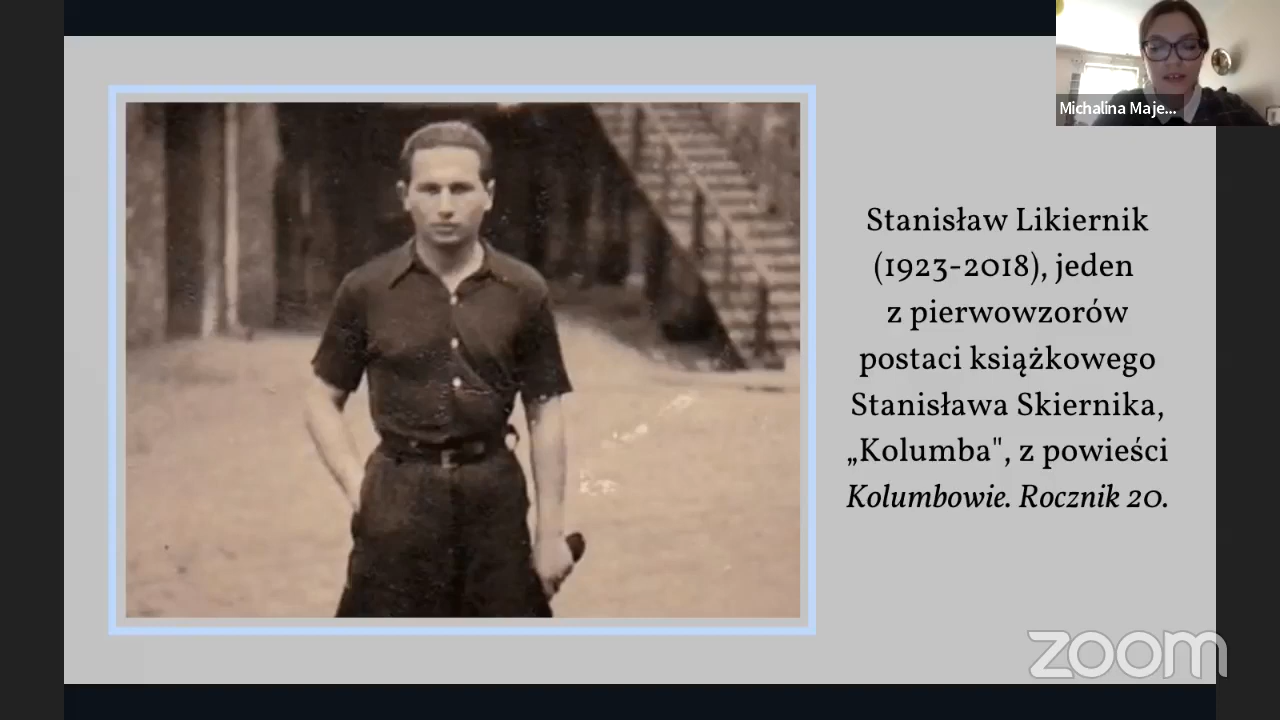 Michalina Maje...
Stanisław Likiernik
(1923-2018), jeden
z pierwowzorów
postaci książkowego
Stanisława Skiernika,
„Kolumba", z powieści
Kolumbowie. Rocznik 20.
zoom